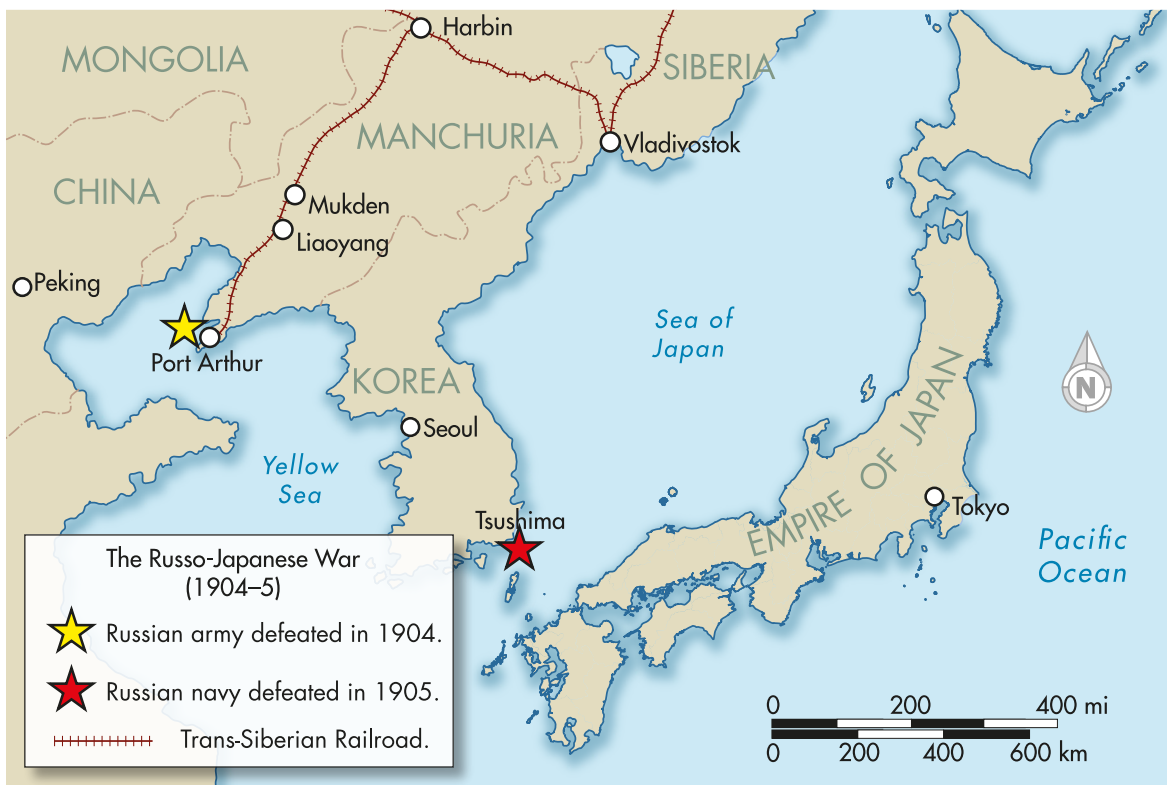 Harbin
MONGOLIA
SIBERIA
MANCHURIA
Vladivostok
CHINA
Mukden
Liaoyang
Peking
Sea of
Japan
Port Arthur
KOREA
N
EMPIRE OF JAPAN
Seoul
Yellow
Sea
Tokyo
Tsushima
Pacific
Ocean
The Russo-Japanese War
(1904–5)
Russian army defeated in 1904.
Russian navy defeated in 1905.
Trans-Siberian Railroad.
0 200 400 mi
0 200 400 600 km